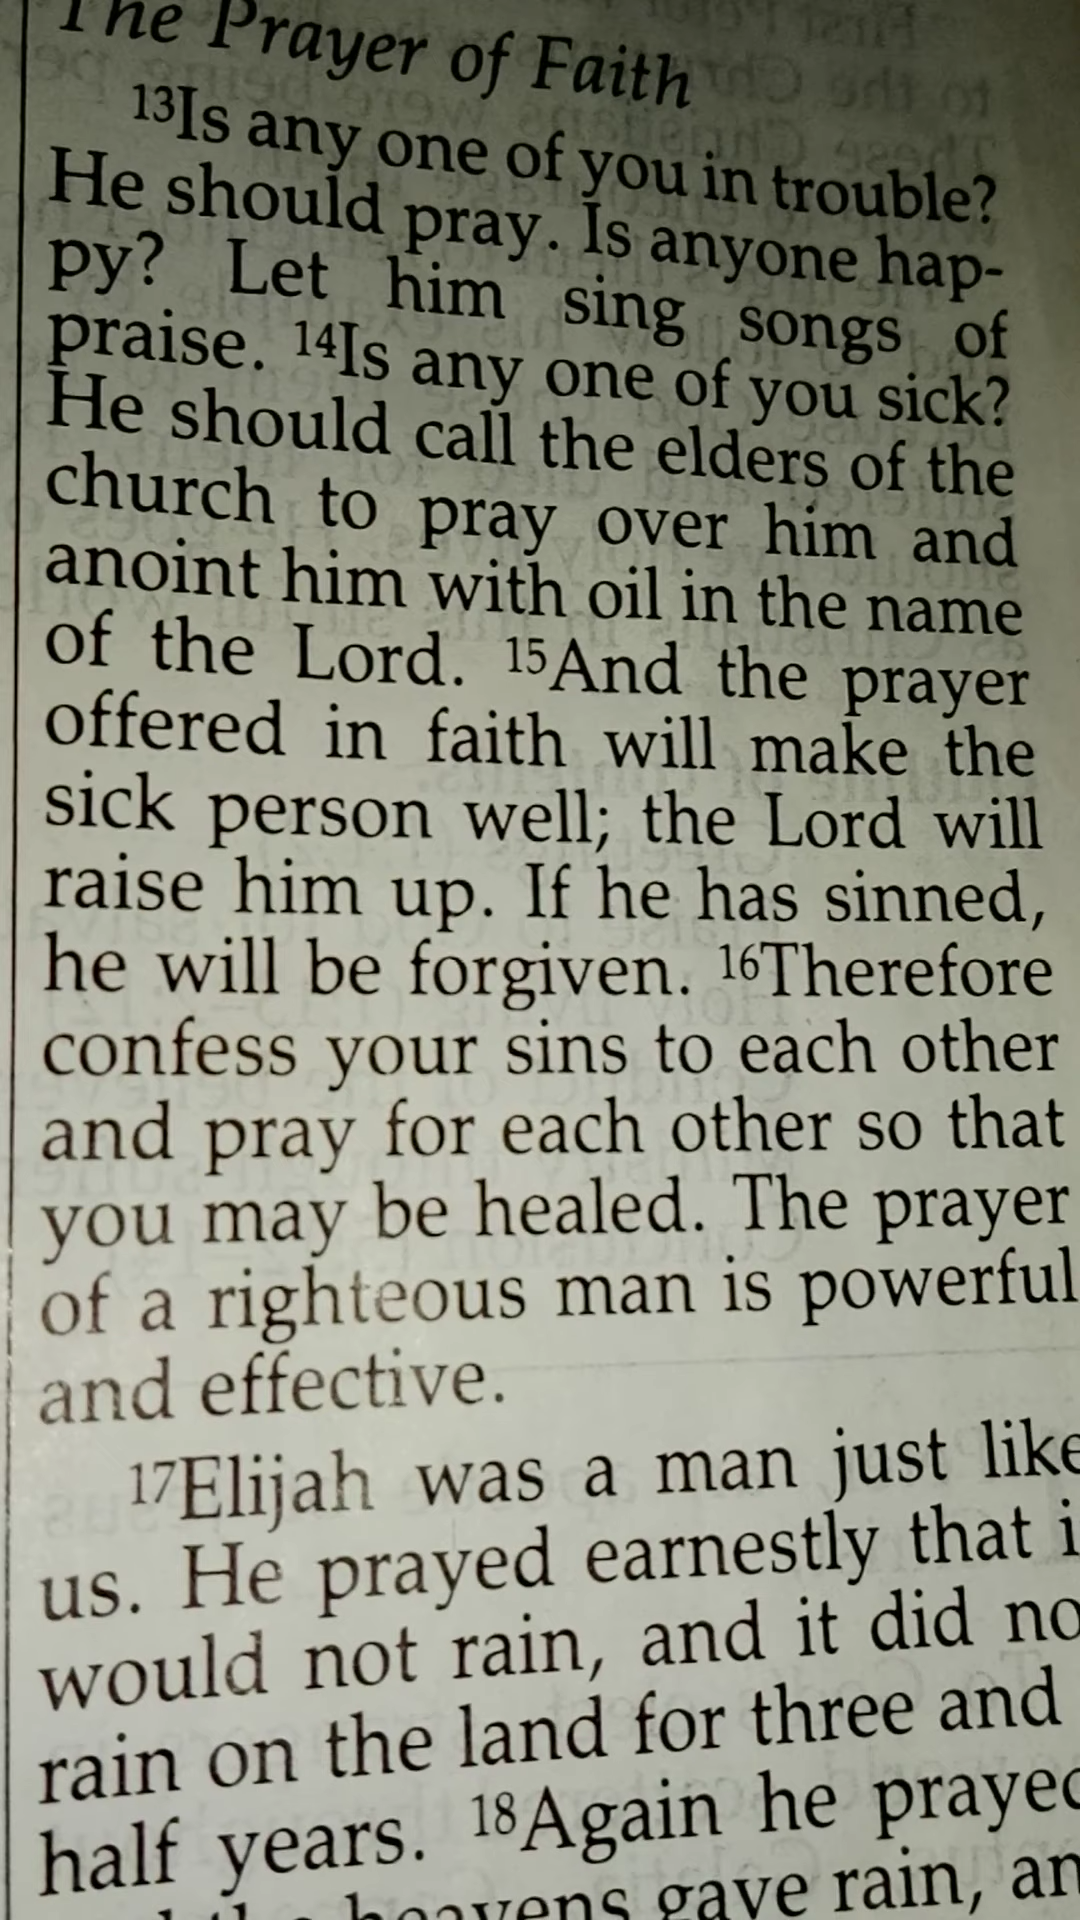 The Prayer of Faith
¹³Is any one of you in trouble?
He should pray. Is anyone hap-
py? Let him sing songs of
praise. ¹⁴Is any one of you sick?
He should call the elders of the
church to pray over him and
anoint him with oil in the name
of the Lord. ¹⁵And the prayer
offered in faith will make the
sick person well; the Lord will
raise him up. If he has sinned,
he will be forgiven. ¹⁶Therefore
confess your sins to each other
and pray for each other so that
you may be healed. The prayer
of a righteous man is powerful
and effective.
¹⁷Elijah was a man just like
us. He prayed earnestly that i
would not rain, and it did no
rain on the land for three and
half years. ¹⁸Again he prayed
heavens gave rain, an